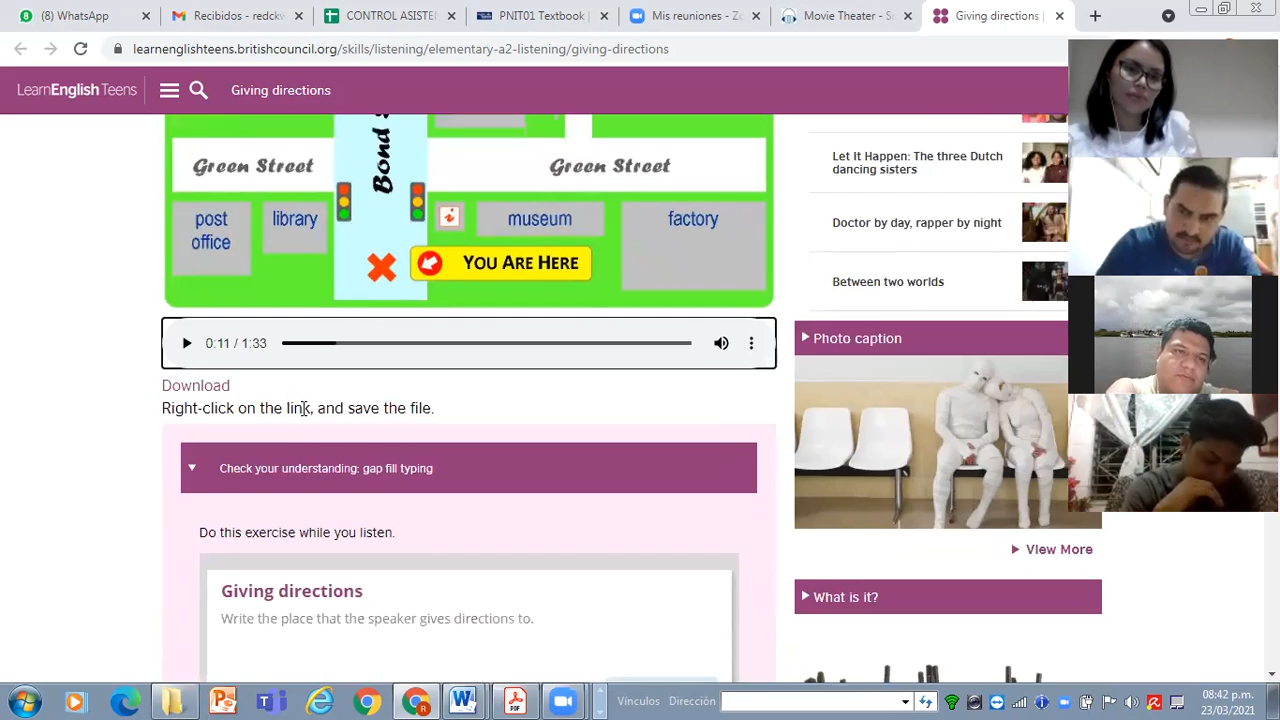 (8) WhatsApp
Recibidos - redckw
CONTROL ASISTE
PNIT01 Textbook
Mis reuniones - Zo
Movie Theater - S
Giving directions
learnenglishteens.britishcouncil.org/skills/listening/elementary-a2-listening/giving-directions
LearnEnglish Teens
Giving directions
Bond
Green Street
Green Street
post office
library
museum
factory
YOU ARE HERE
0:11 / 1:33
Download
Right-click on the link, and save the file.
Check your understanding: gap fill typing
Do this exercise while you listen.
Giving directions
Write the place that the speaker gives directions to.
Let It Happen: The three Dutch
dancing sisters
Doctor by day, rapper by night
Between two worlds
Photo caption
View More
What is it?
Vínculos
Dirección
08:42 p.m.
23/03/2021